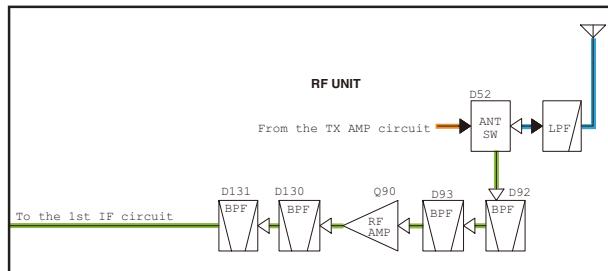 RF UNIT
D52
From the TX AMP circuit
ANT
SW
LPF
D131
D130
Q90
D93
D92
To the 1st IF circuit
BPF
BPF
RF
AMP
BPF
BPF